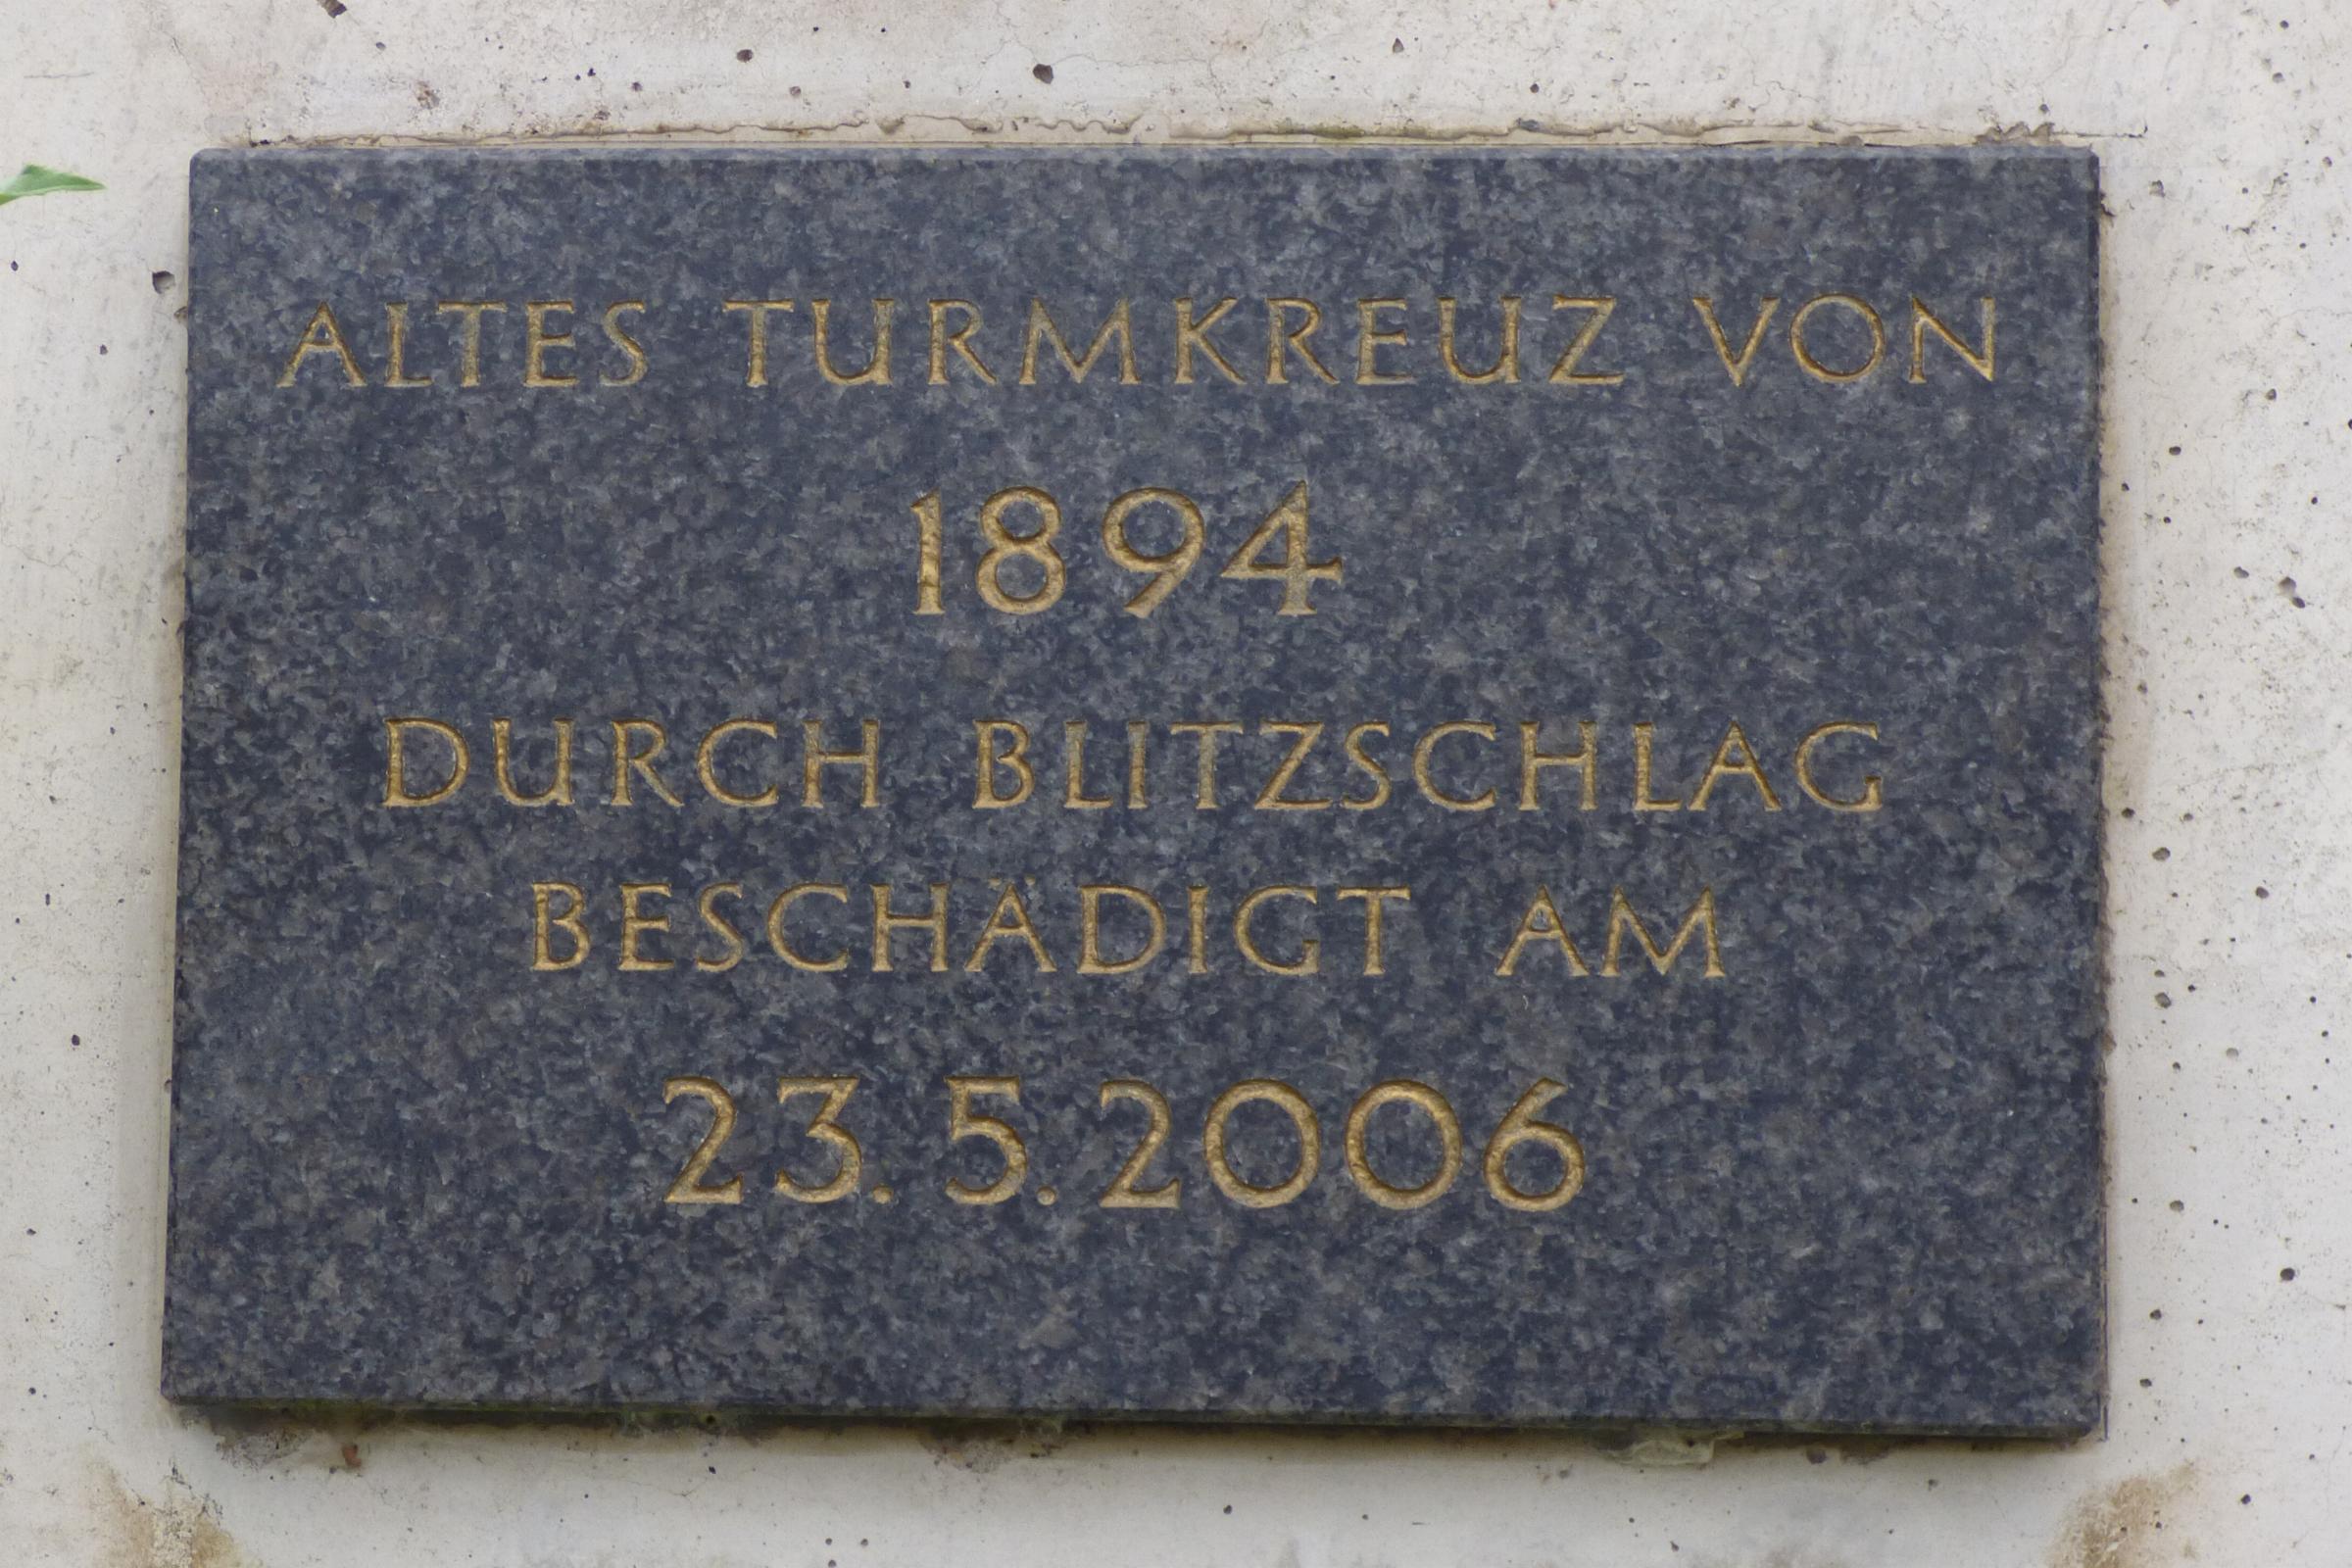 ALTES TURMKREUZ VON
1894
DURCH BLITZSCHLAG
BESCHÄDIGT AM
23.5.2006